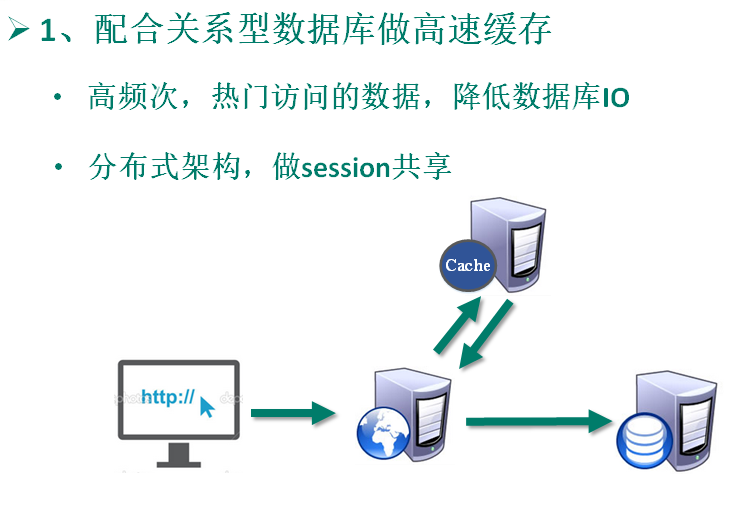 ➢ 1、配合关系型数据库做高速缓存
• 高频次，热门访问的数据，降低数据库IO
• 分布式架构，做session共享
Cache
http://